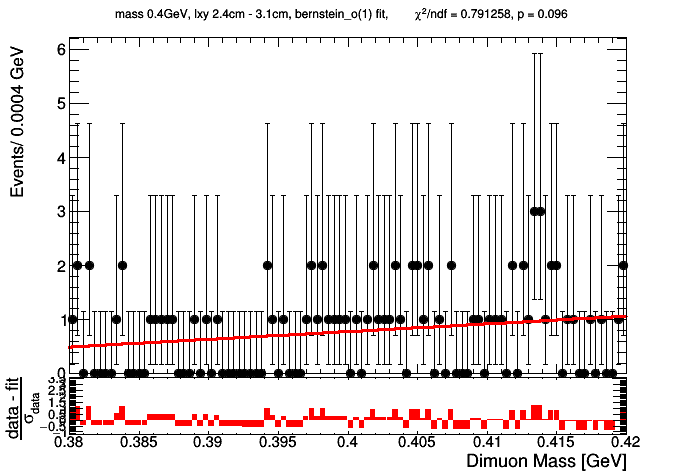 mass 0.4GeV, lxy 2.4cm - 3.1cm, bernstein_o(1) fit, χ²/ndf = 0.791258, p = 0.096
Events/ 0.0004 GeV
6
5
4
3
2
1
0
data - fit
σdata
0.38 0.385 0.39 0.395 0.4 0.405 0.41 0.415 0.42
Dimuon Mass [GeV]